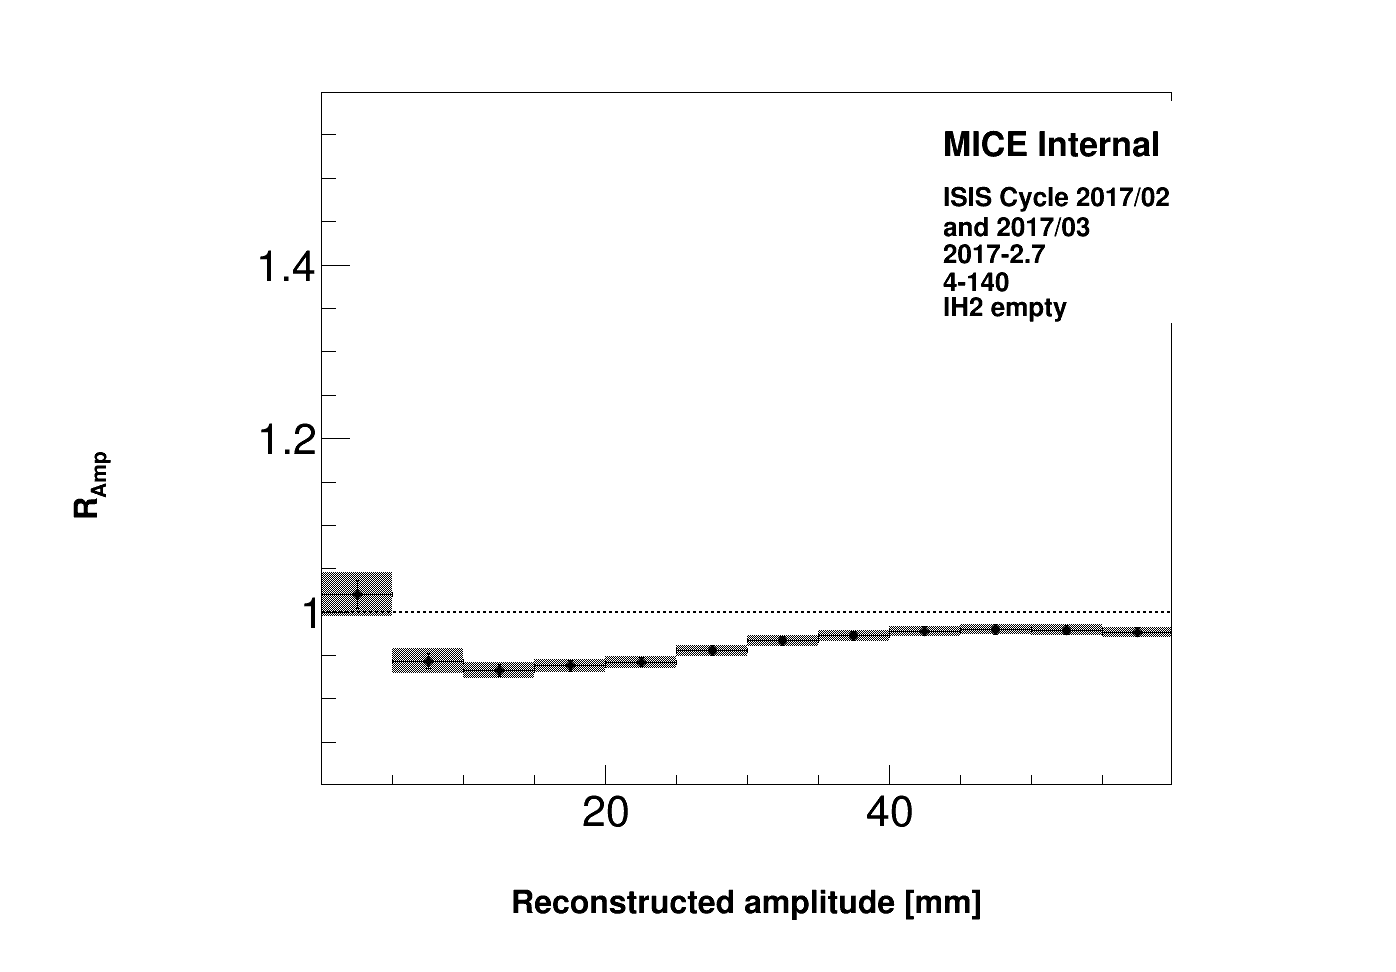 MICE Internal
ISIS Cycle 2017/02
and 2017/03
2017-2.7
4-140
lH2 empty
1.4
1.2
1
R_Amp
20
40
Reconstructed amplitude [mm]